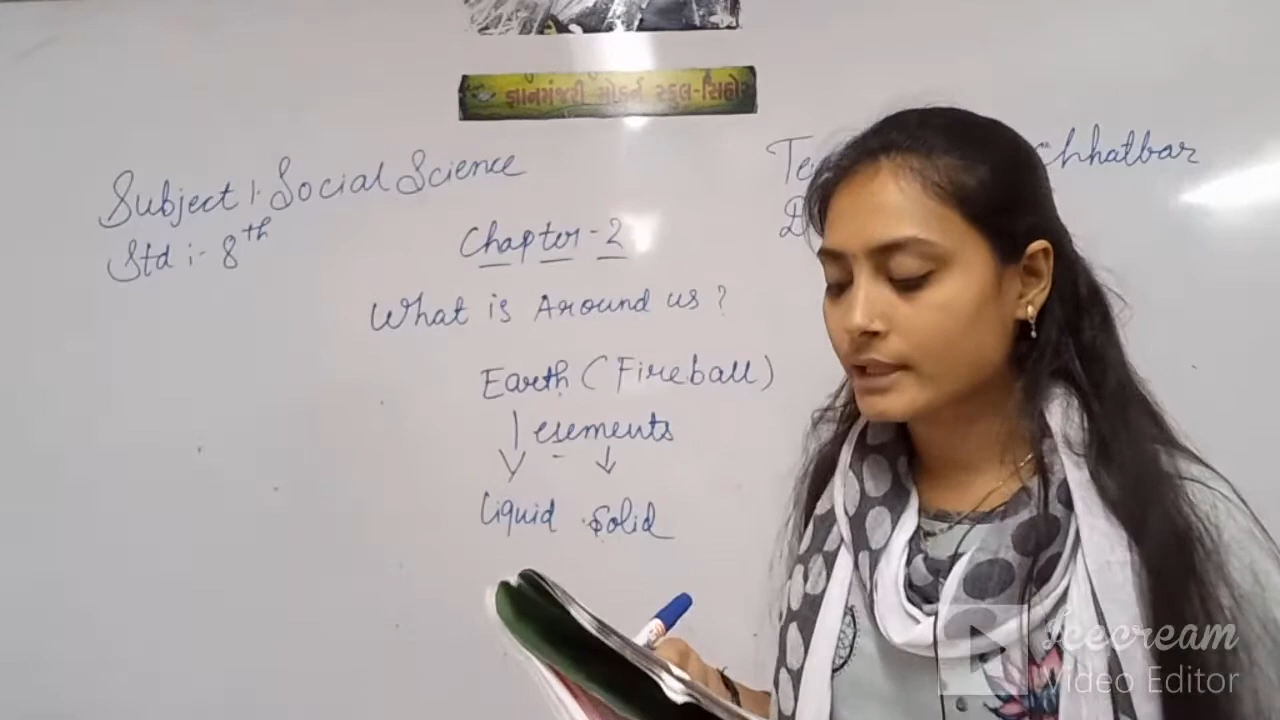 જ્ઞાનમંજરી મોડર્ન સ્કુલ-સિહોર
Subject :- Social Science
Std :- 8th
chhatbar
Chapter-2
What is Around us?
Earth (Fireball)
elements
Liquid Solid
Icecream
Video Editor